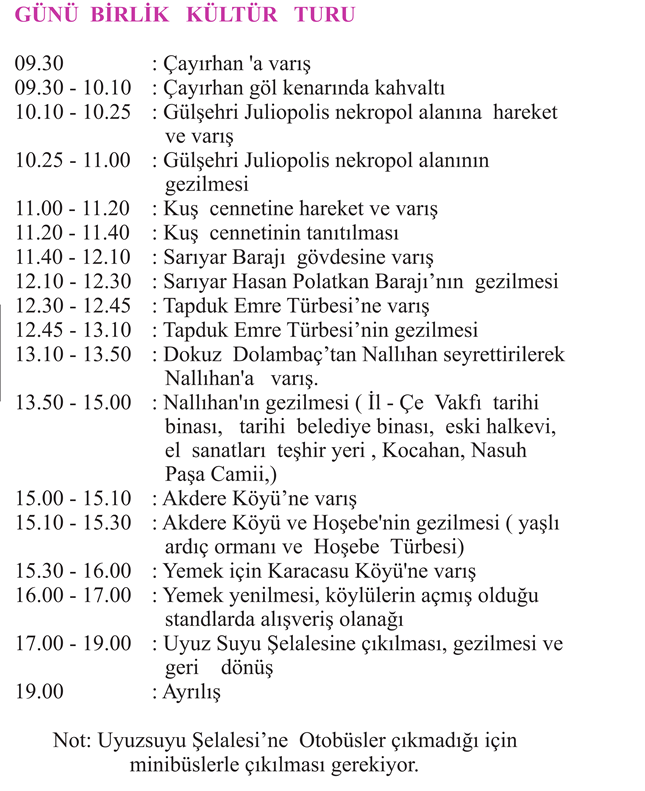 GÜNÜ BİRLİK KÜLTÜR TURU
09.30 : Çayırhan 'a varış
09.30 - 10.10 : Çayırhan göl kenarında kahvaltı
10.10 - 10.25 : Gülşehri Juliopolis nekropol alanına hareket
ve varış
10.25 - 11.00 : Gülşehri Juliopolis nekropol alanının
gezilmesi
11.00 - 11.20 : Kuş cennetine hareket ve varış
11.20 - 11.40 : Kuş cennetinin tanıtılması
11.40 - 12.10 : Sarıyar Barajı gövdesine varış
12.10 - 12.30 : Sarıyar Hasan Polatkan Barajı’nın gezilmesi
12.30 - 12.45 : Tapduk Emre Türbesi’ne varış
12.45 - 13.10 : Tapduk Emre Türbesi’nin gezilmesi
13.10 - 13.50 : Dokuz Dolambaç’tan Nallıhan seyrettirilerek
Nallıhan'a varış.
13.50 - 15.00 : Nallıhan'ın gezilmesi ( İl - Çe Vakfı tarihi
binası, tarihi belediye binası, eski halkevi,
el sanatları teşhir yeri , Kocahan, Nasuh
Paşa Camii,)
15.00 - 15.10 : Akdere Köyü’ne varış
15.10 - 15.30 : Akdere Köyü ve Hoşebe'nin gezilmesi ( yaşlı
ardıç ormanı ve Hoşebe Türbesi)
15.30 - 16.00 : Yemek için Karacasu Köyü'ne varış
16.00 - 17.00 : Yemek yenilmesi, köylülerin açmış olduğu
standlarda alışveriş olanağı
17.00 - 19.00 : Uyuz Suyu Şelalesine çıkılması, gezilmesi ve
geri dönüş
19.00 : Ayrılış
Not: Uyuzsuyu Şelalesi’ne Otobüsler çıkmadığı için
minibüslerle çıkılması gerekiyor.